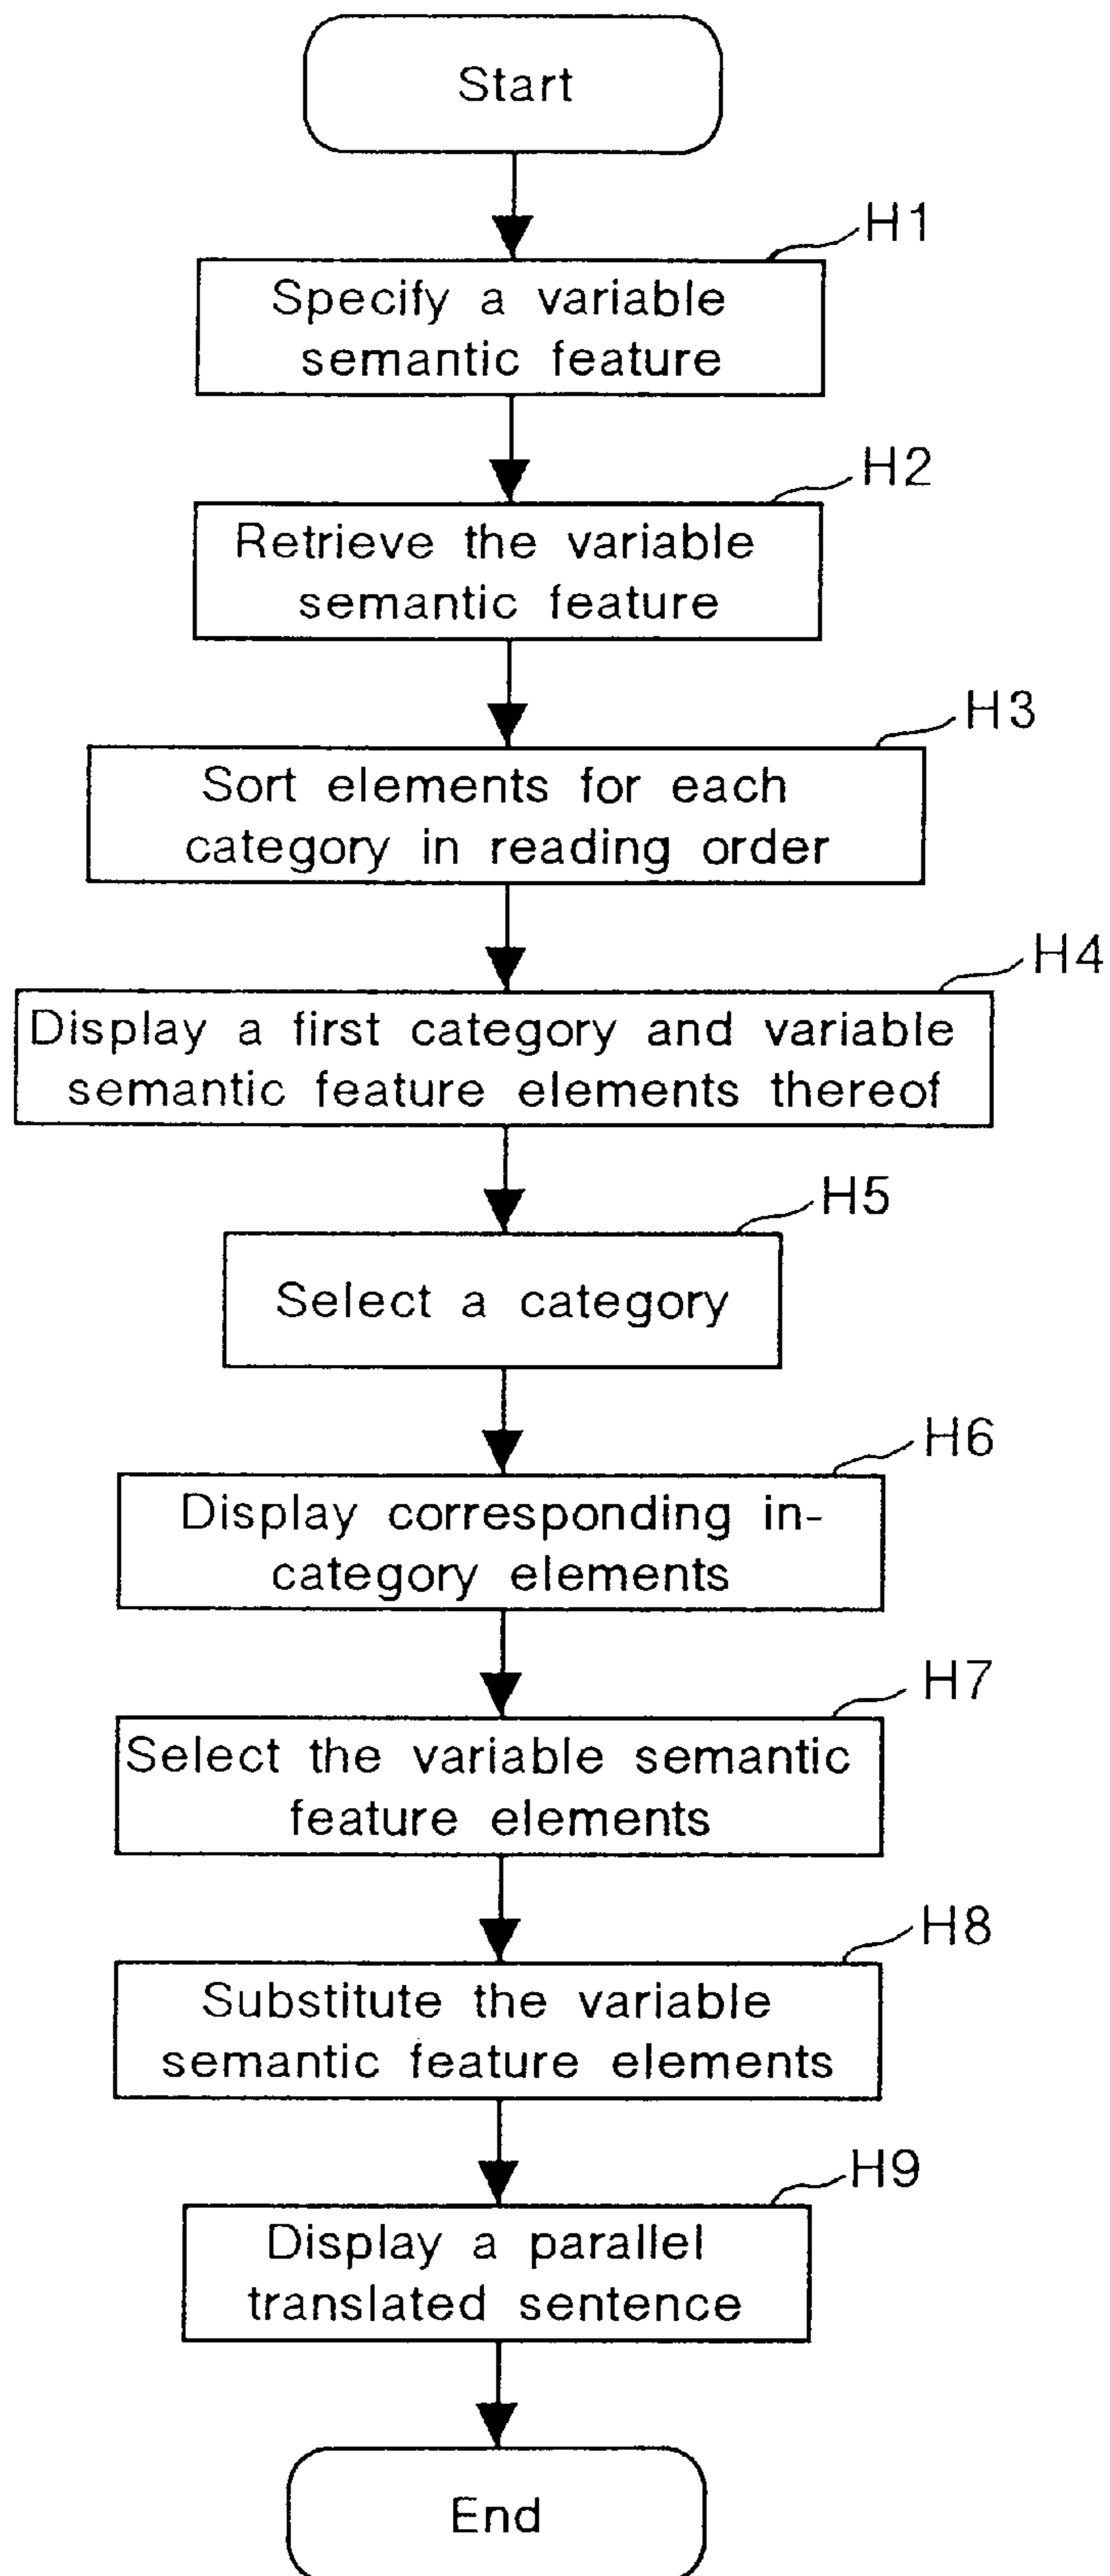 Start
H1
Specify a variable
semantic feature
H2
Retrieve the variable
semantic feature
H3
Sort elements for each
category in reading order
H4
Display a first category and variable
semantic feature elements thereof
H5
Select a category
H6
Display corresponding in-
category elements
H7
Select the variable semantic
feature elements
H8
Substitute the variable
semantic feature elements
H9
Display a parallel
translated sentence
End